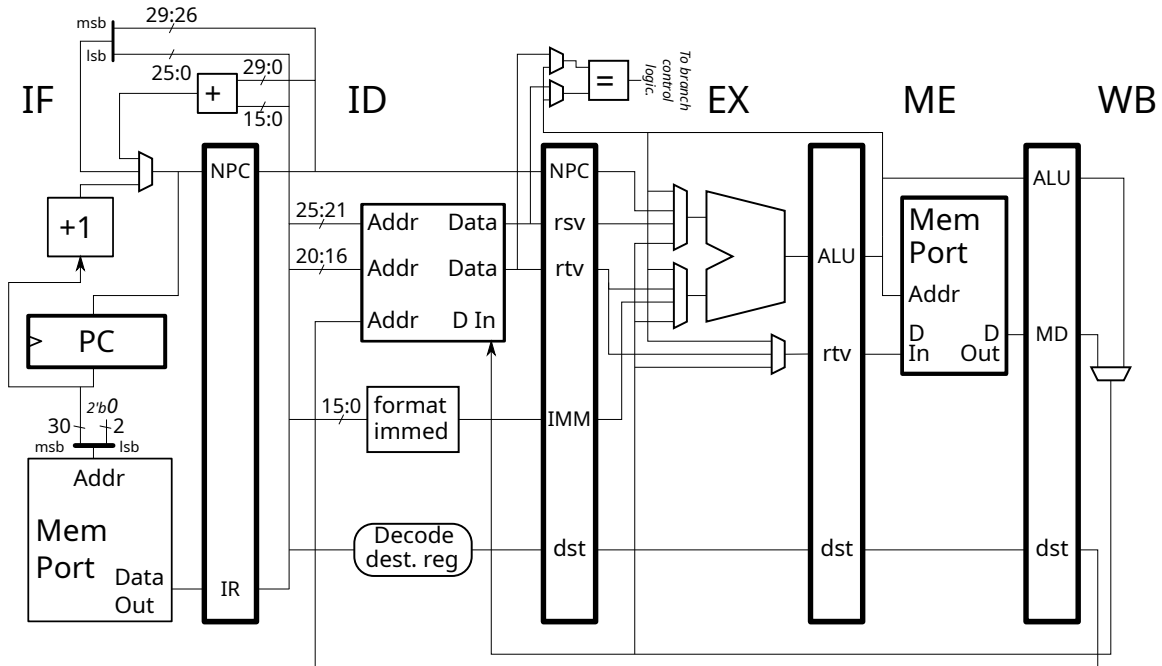 29:26
msb
lsb
25:0
29:0
+
15:0
IF
ID
=
To branch
control
logic.
EX
ME
WB
NPC
+1
PC
2'b0
30
2
msb
lsb
Addr
Mem
Port
Data
Out
IR
25:21
Addr
Data
20:16
Addr
Data
Addr
D In
15:0
format
immed
Decode
dest. reg
NPC
rsv
rtv
IMM
dst
ALU
rtv
dst
Mem
Port
Addr
D
In
D
Out
ALU
MD
dst